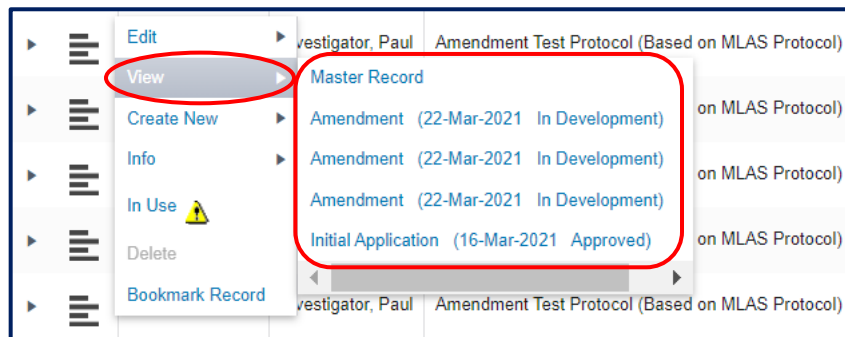 Edit
vestigator, Paul Amendment Test Protocol (Based on MLAS Protocol)
View
Master Record
Create New
Amendment (22-Mar-2021 In Development)
on MLAS Protocol)
Info
Amendment (22-Mar-2021 In Development)
on MLAS Protocol)
In Use
Amendment (22-Mar-2021 In Development)
Delete
Initial Application (16-Mar-2021 Approved)
on MLAS Protocol)
Bookmark Record
vestigator, Paul Amendment Test Protocol (Based on MLAS Protocol)